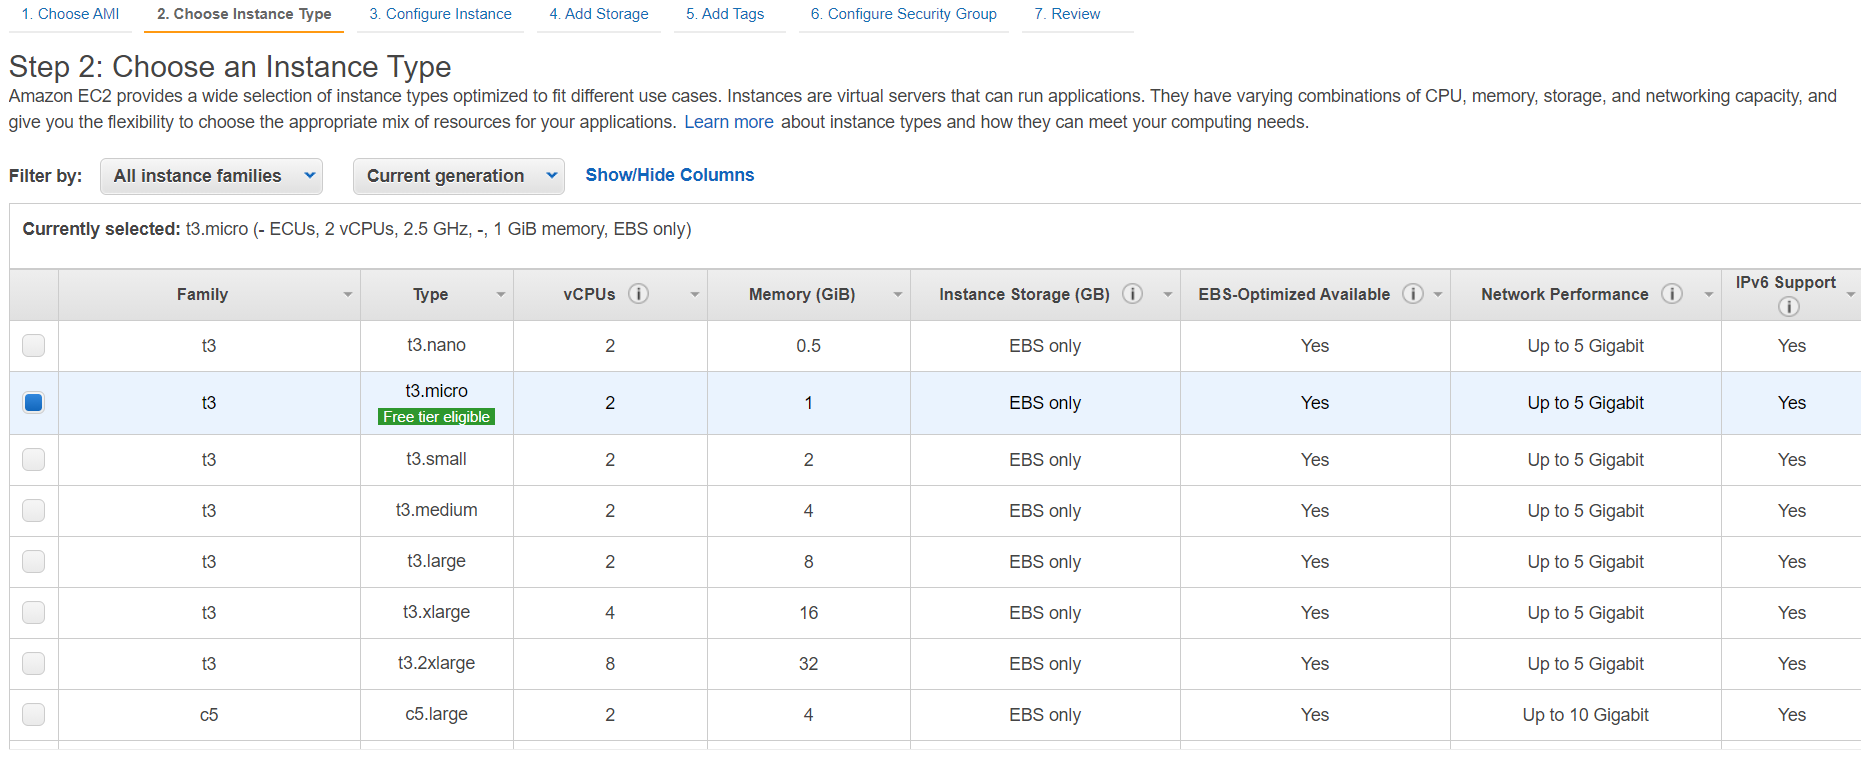 1. Choose AMI 2. Choose Instance Type 3. Configure Instance 4. Add Storage 5. Add Tags 6. Configure Security Group 7. Review
Step 2: Choose an Instance Type
Amazon EC2 provides a wide selection of instance types optimized to fit different use cases. Instances are virtual servers that can run applications. They have varying combinations of CPU, memory, storage, and networking capacity, and
give you the flexibility to choose the appropriate mix of resources for your applications. Learn more about instance types and how they can meet your computing needs.
Filter by: All instance families Current generation Show/Hide Columns
Currently selected: t3.micro (- ECUs, 2 vCPUs, 2.5 GHz, -, 1 GiB memory, EBS only)
Family Type vCPUs i Memory (GiB) Instance Storage (GB) i EBS-Optimized Available i Network Performance i IPv6 Support i
t3 t3.nano 2 0.5 EBS only Yes Up to 5 Gigabit Yes
t3 t3.micro 2 1 EBS only Yes Up to 5 Gigabit Yes
Free tier eligible
t3 t3.small 2 2 EBS only Yes Up to 5 Gigabit Yes
t3 t3.medium 2 4 EBS only Yes Up to 5 Gigabit Yes
t3 t3.large 2 8 EBS only Yes Up to 5 Gigabit Yes
t3 t3.xlarge 4 16 EBS only Yes Up to 5 Gigabit Yes
t3 t3.2xlarge 8 32 EBS only Yes Up to 5 Gigabit Yes
c5 c5.large 2 4 EBS only Yes Up to 10 Gigabit Yes